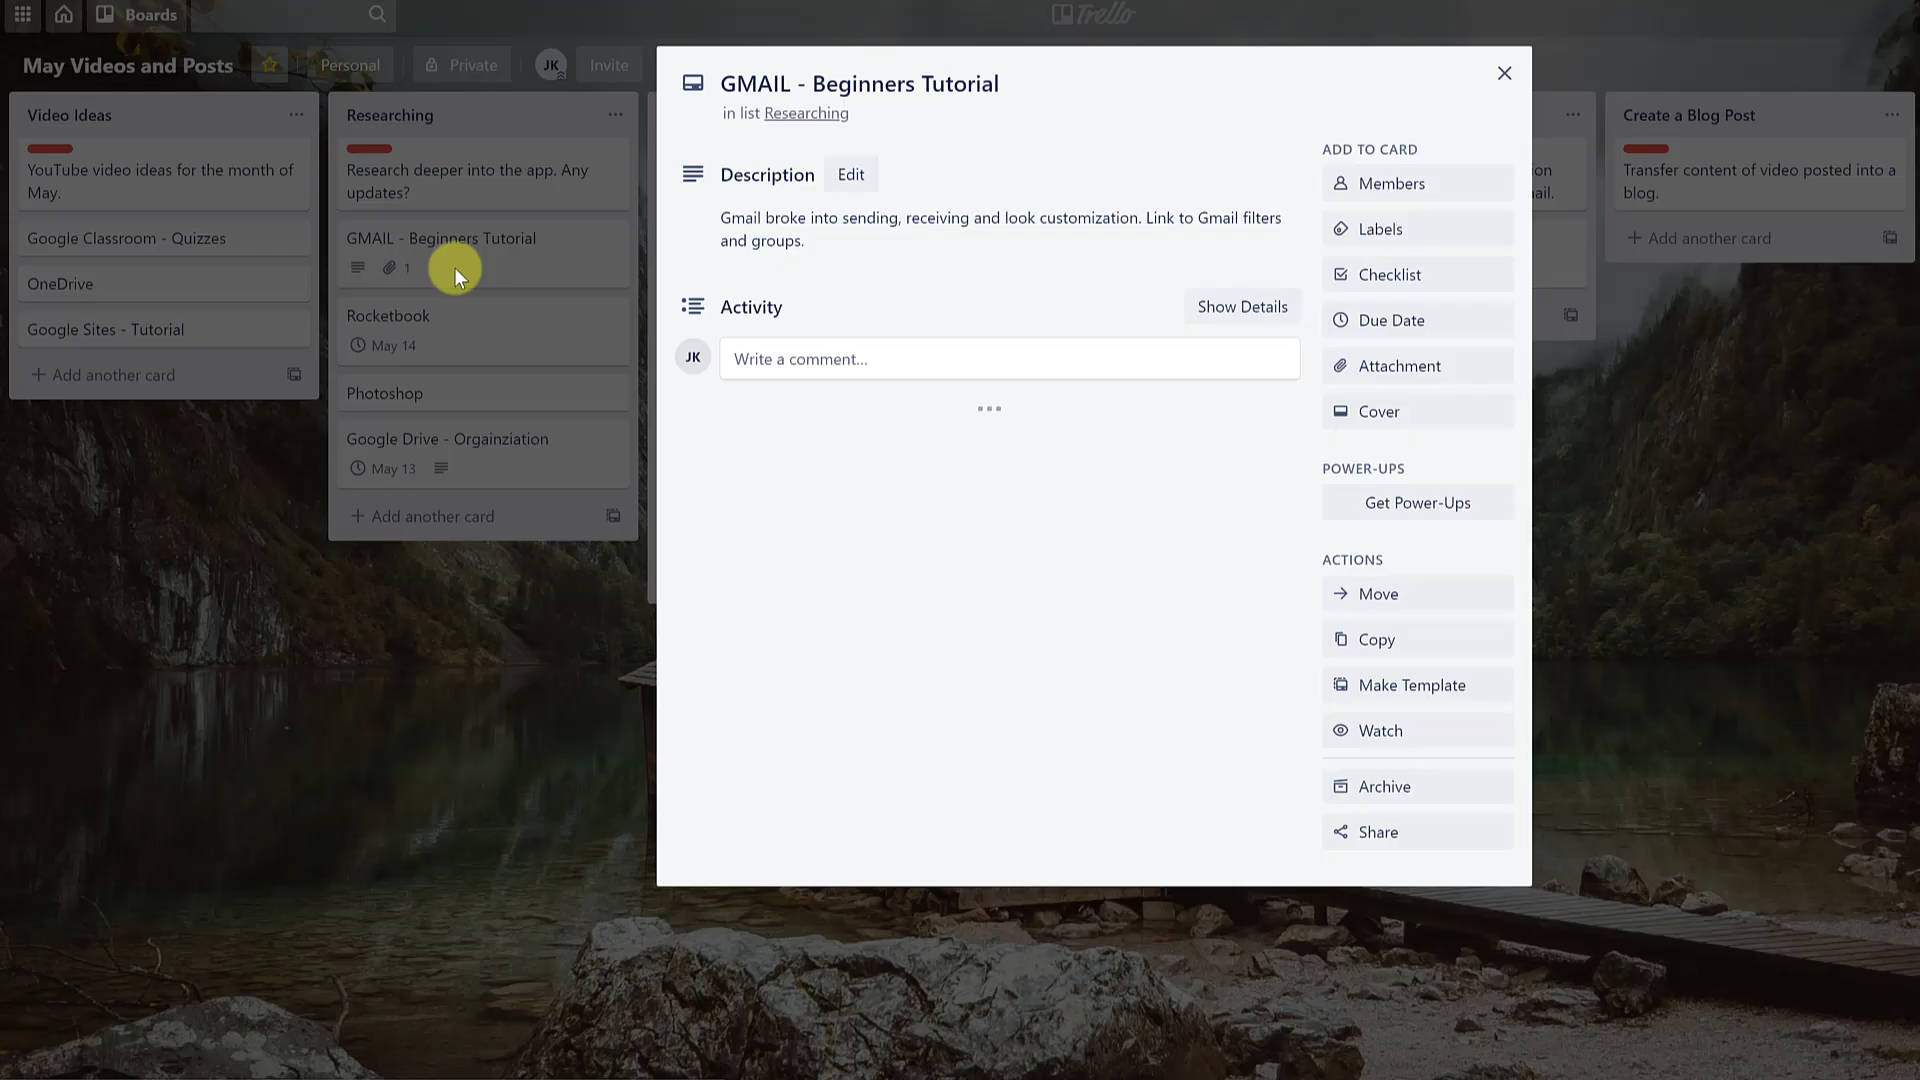 Boards
Trello
May Videos and Posts
Personal
Private
JK
Invite
Video Ideas
YouTube video ideas for the month of
May.
Google Classroom - Quizzes
OneDrive
Google Sites - Tutorial
+ Add another card
Researching
Research deeper into the app. Any
updates?
GMAIL - Beginners Tutorial
1
Rocketbook
May 14
Photoshop
Google Drive - Orgainziation
May 13
+ Add another card
GMAIL - Beginners Tutorial
in list Researching
Description
Edit
Gmail broke into sending, receiving and look customization. Link to Gmail filters
and groups.
Activity
Show Details
JK
Write a comment...
ADD TO CARD
Members
Labels
Checklist
Due Date
Attachment
Cover
POWER-UPS
Get Power-Ups
ACTIONS
Move
Copy
Make Template
Watch
Archive
Share
Create a Blog Post
Transfer content of video posted into a
blog.
+ Add another card